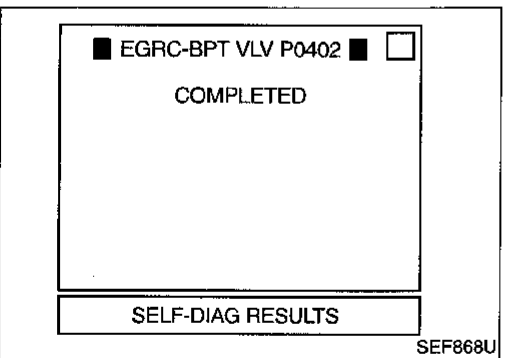 EGRC-BPT VLV P0402
COMPLETED
SELF-DIAG RESULTS
SEF868U